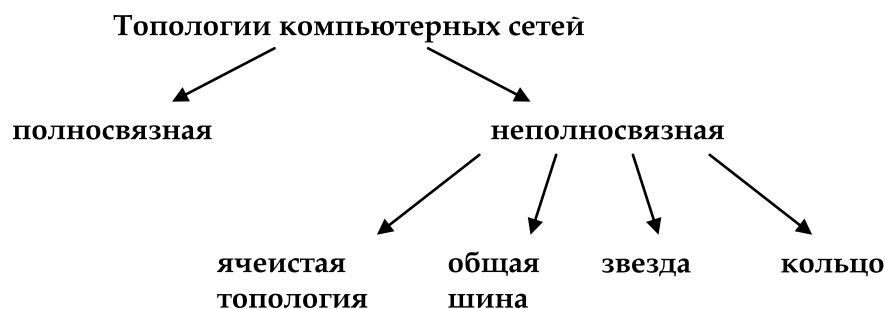 Топологии компьютерных сетей
полносвязная
неполносвязная
ячеистая
топология
общая
шина
звезда
кольцо